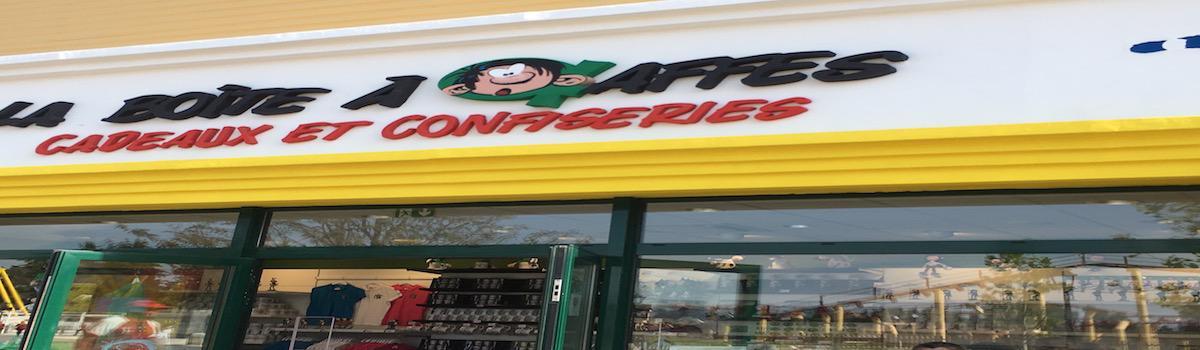 LA BOÎTE À GAFFES
CADEAUX ET CONFISERIES